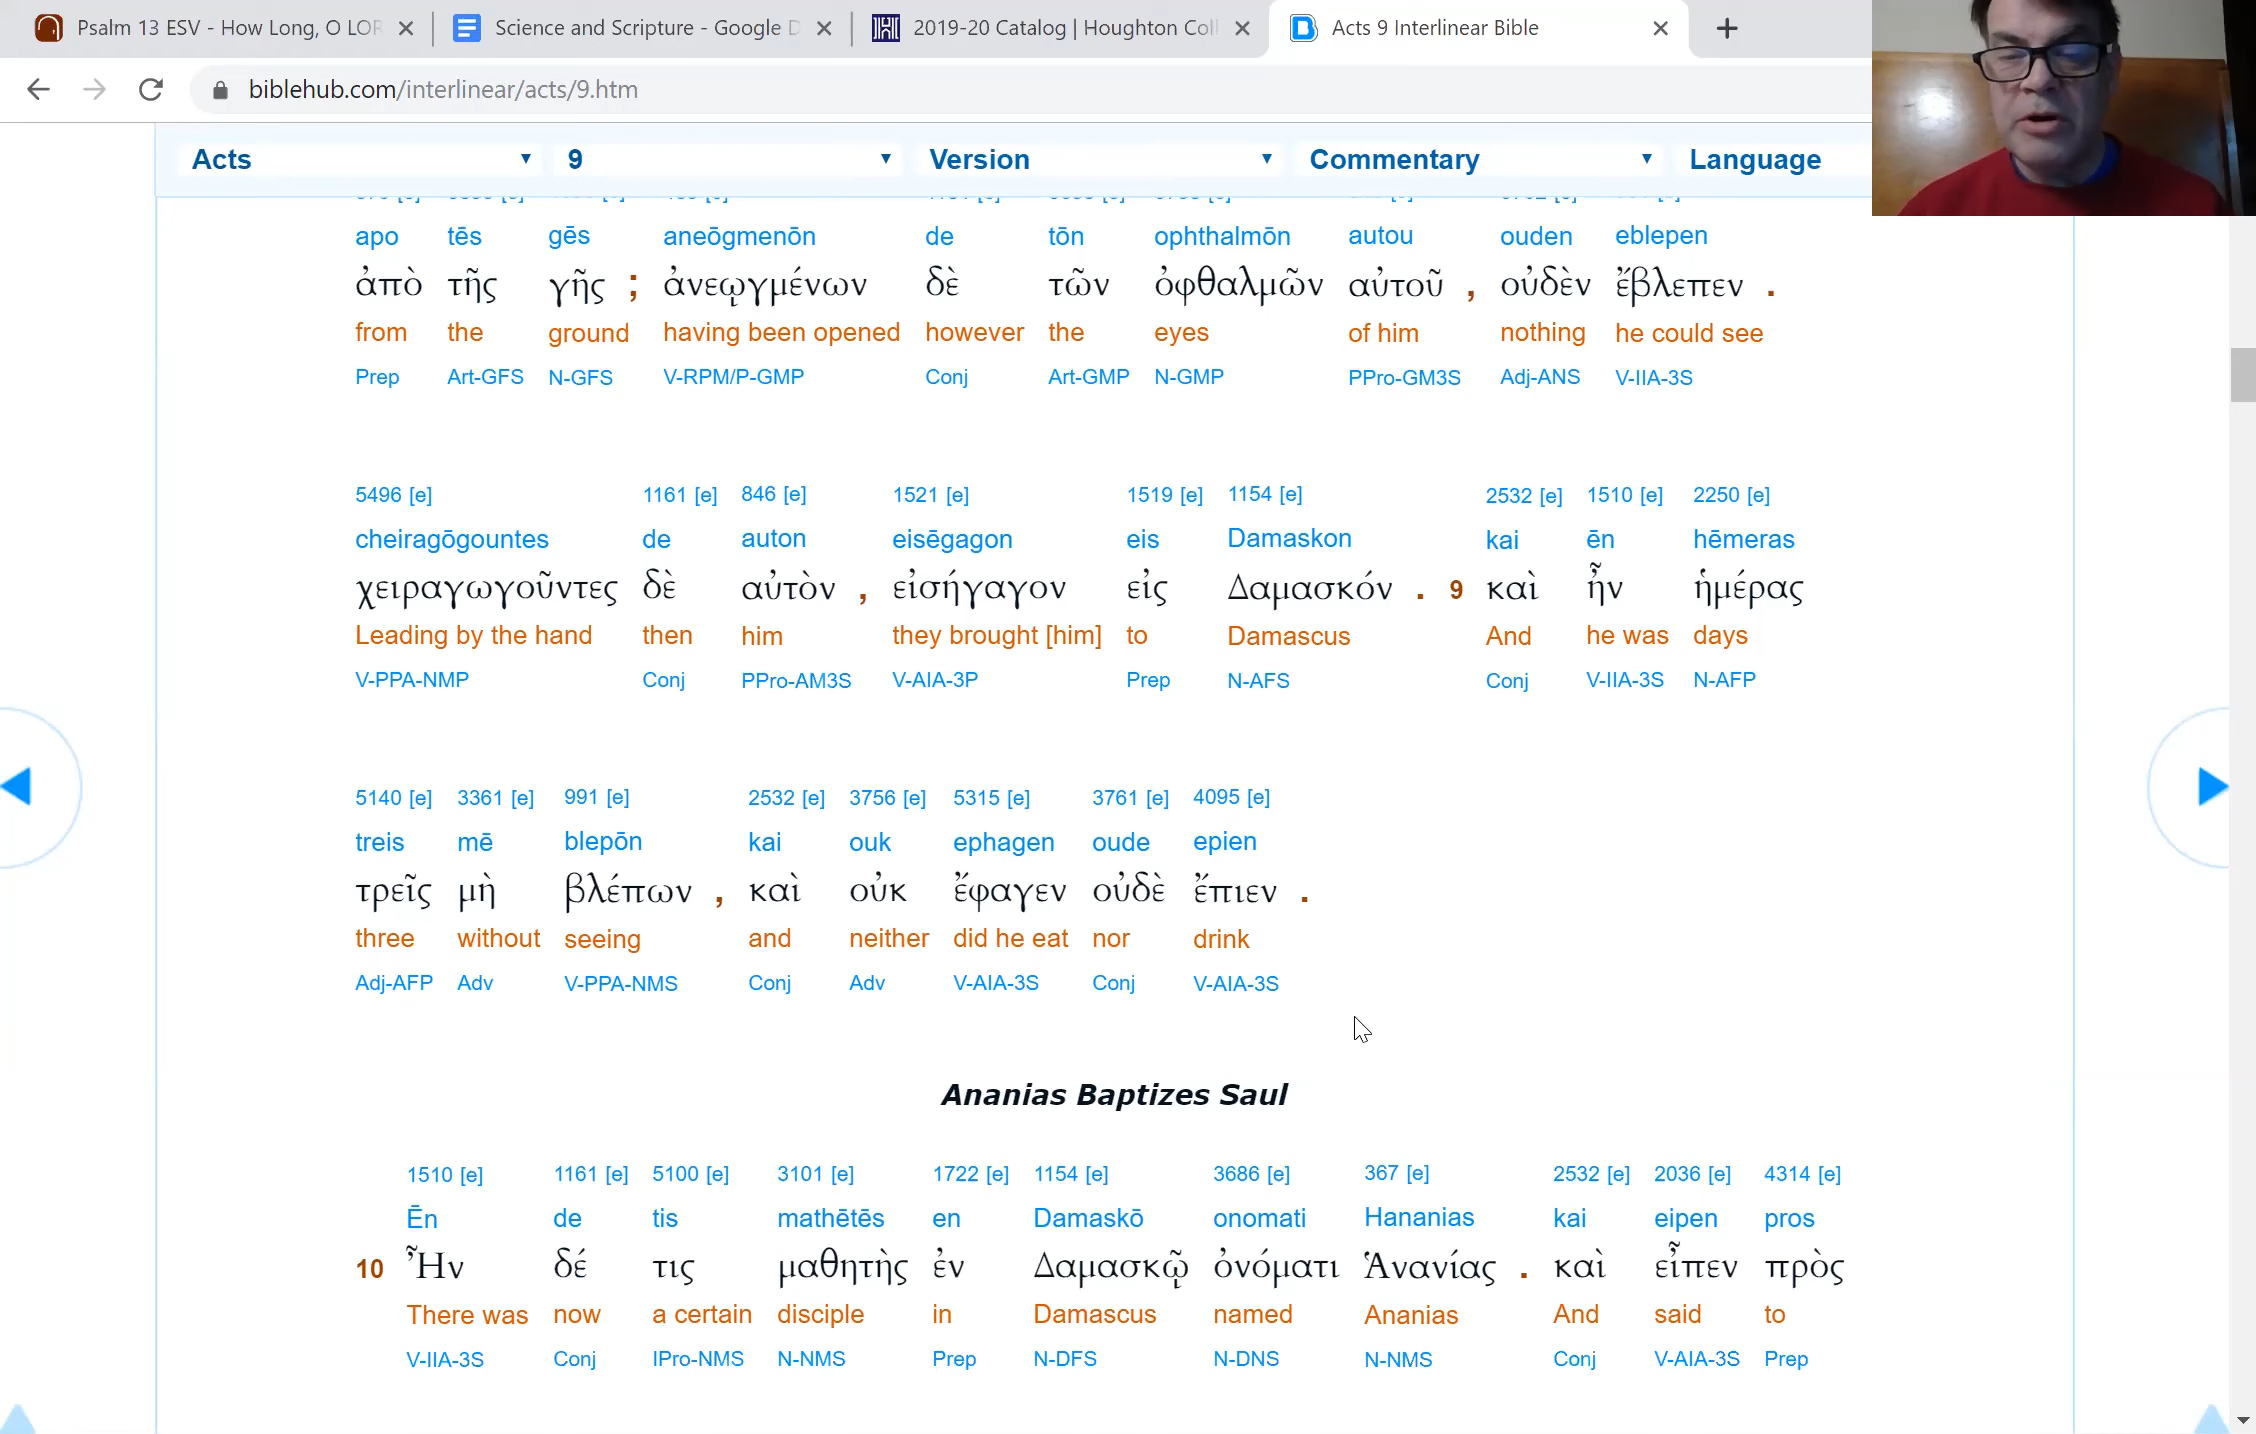 Psalm 13 ESV - How Long, O LOR
Science and Scripture - Google D
2019-20 Catalog | Houghton Coll
Acts 9 Interlinear Bible
biblehub.com/interlinear/acts/9.htm
Acts 9 Version Commentary Language
apo tēs gēs aneōgmenōn de tōn ophthalmōn autou ouden eblepen
ἀπὸ τῆς γῆς ; ἀνεῳγμένων δὲ τῶν ὀφθαλμῶν αὐτοῦ , οὐδὲν ἔβλεπεν .
from the ground having been opened however the eyes of him nothing he could see
Prep Art-GFS N-GFS V-RPM/P-GMP Conj Art-GMP N-GMP PPro-GM3S Adj-ANS V-IIA-3S
5496 [e] 1161 [e] 846 [e] 1521 [e] 1519 [e] 1154 [e] 2532 [e] 1510 [e] 2250 [e]
cheiragōgountes de auton eisēgagon eis Damaskon kai ēn hēmeras
χειραγωγοῦντες δὲ αὐτὸν , εἰσήγαγον εἰς Δαμασκόν . 9 καὶ ἦν ἡμέρας
Leading by the hand then him they brought [him] to Damascus And he was days
V-PPA-NMP Conj PPro-AM3S V-AIA-3P Prep N-AFS Conj V-IIA-3S N-AFP
5140 [e] 3361 [e] 991 [e] 2532 [e] 3756 [e] 5315 [e] 3761 [e] 4095 [e]
treis mē blepōn kai ouk ephagen oude epien
τρεῖς μὴ βλέπων , καὶ οὐκ ἔφαγεν οὐδὲ ἔπιεν .
three without seeing and neither did he eat nor drink
Adj-AFP Adv V-PPA-NMS Conj Adv V-AIA-3S Conj V-AIA-3S
Ananias Baptizes Saul
1510 [e] 1161 [e] 5100 [e] 3101 [e] 1722 [e] 1154 [e] 3686 [e] 367 [e] 2532 [e] 2036 [e] 4314 [e]
Ēn de tis mathētēs en Damaskō onomati Hananias kai eipen pros
10 Ἦν δέ τις μαθητὴς ἐν Δαμασκῷ ὀνόματι Ἁνανίας . καὶ εἶπεν πρὸς
There was now a certain disciple in Damascus named Ananias And said to
V-IIA-3S Conj IPro-NMS N-NMS Prep N-DFS N-DNS N-NMS Conj V-AIA-3S Prep